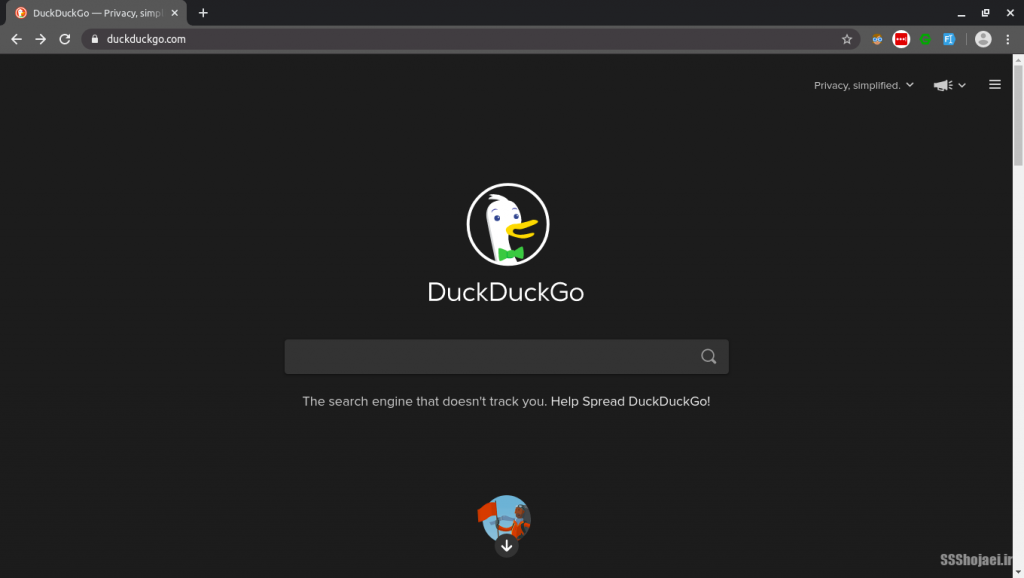 DuckDuckGo — Privacy, simp
duckduckgo.com
Privacy, simplified.
DuckDuckGo
The search engine that doesn't track you. Help Spread DuckDuckGo!
SSShojaei.ir